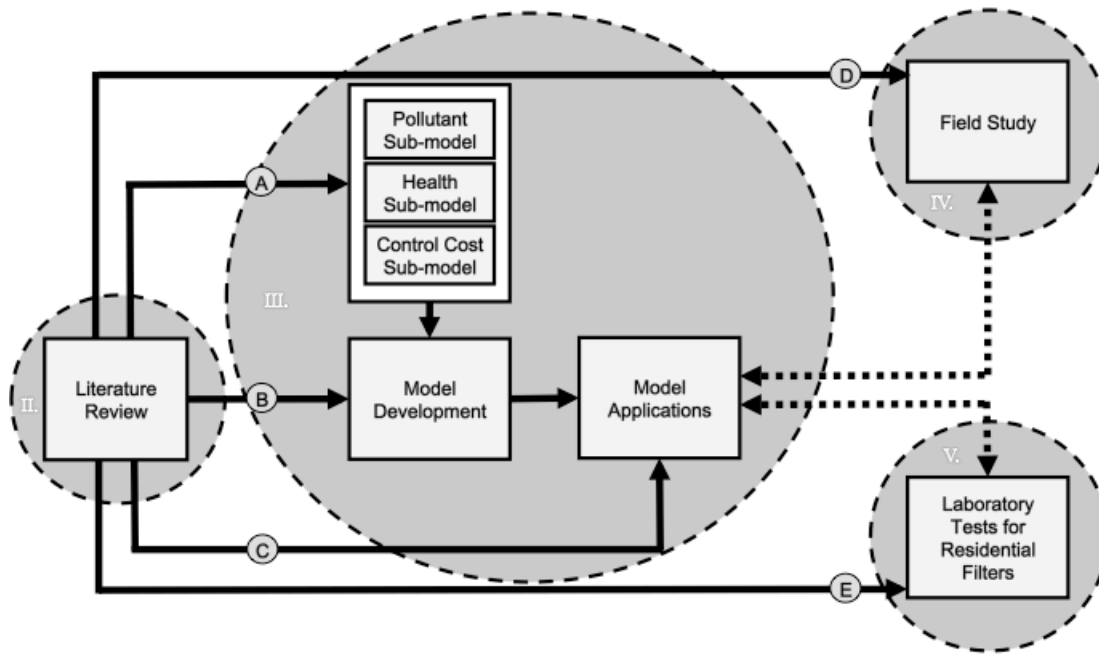 D
Pollutant
Sub-model
Field Study
A
Health
Sub-model
IV.
Control Cost
Sub-model
III.
Literature
Review
II.
B
Model
Development
Model
Applications
V.
Laboratory
Tests for
Residential
Filters
C
E